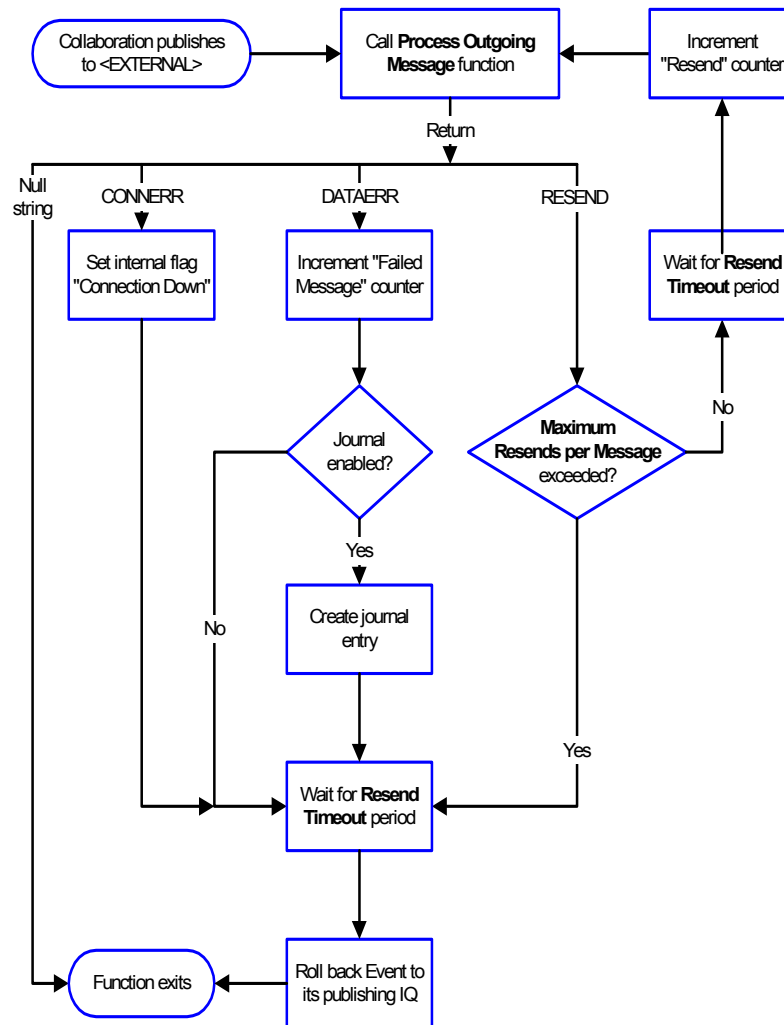 Collaboration publishes
to <EXTERNAL>
Call Process Outgoing
Message function
Increment
"Resend" counter
Return
Null
string
CONNERR
DATAERR
RESEND
Set internal flag
"Connection Down"
Increment "Failed
Message" counter
Wait for Resend
Timeout period
No
Journal
enabled?
Maximum
Resends per Message
exceeded?
Yes
Create journal
entry
No
Yes
Wait for Resend
Timeout period
Function exits
Roll back Event to
its publishing IQ